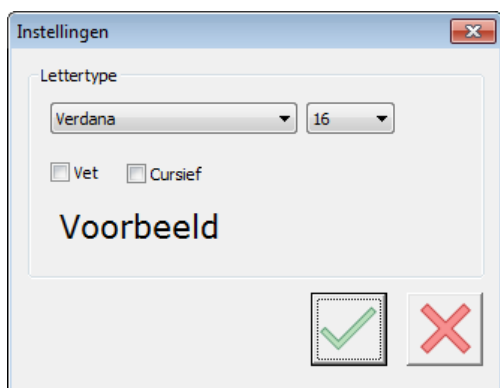 Instellingen
Lettertype
Verdana 16
Vet Cursief
Voorbeeld